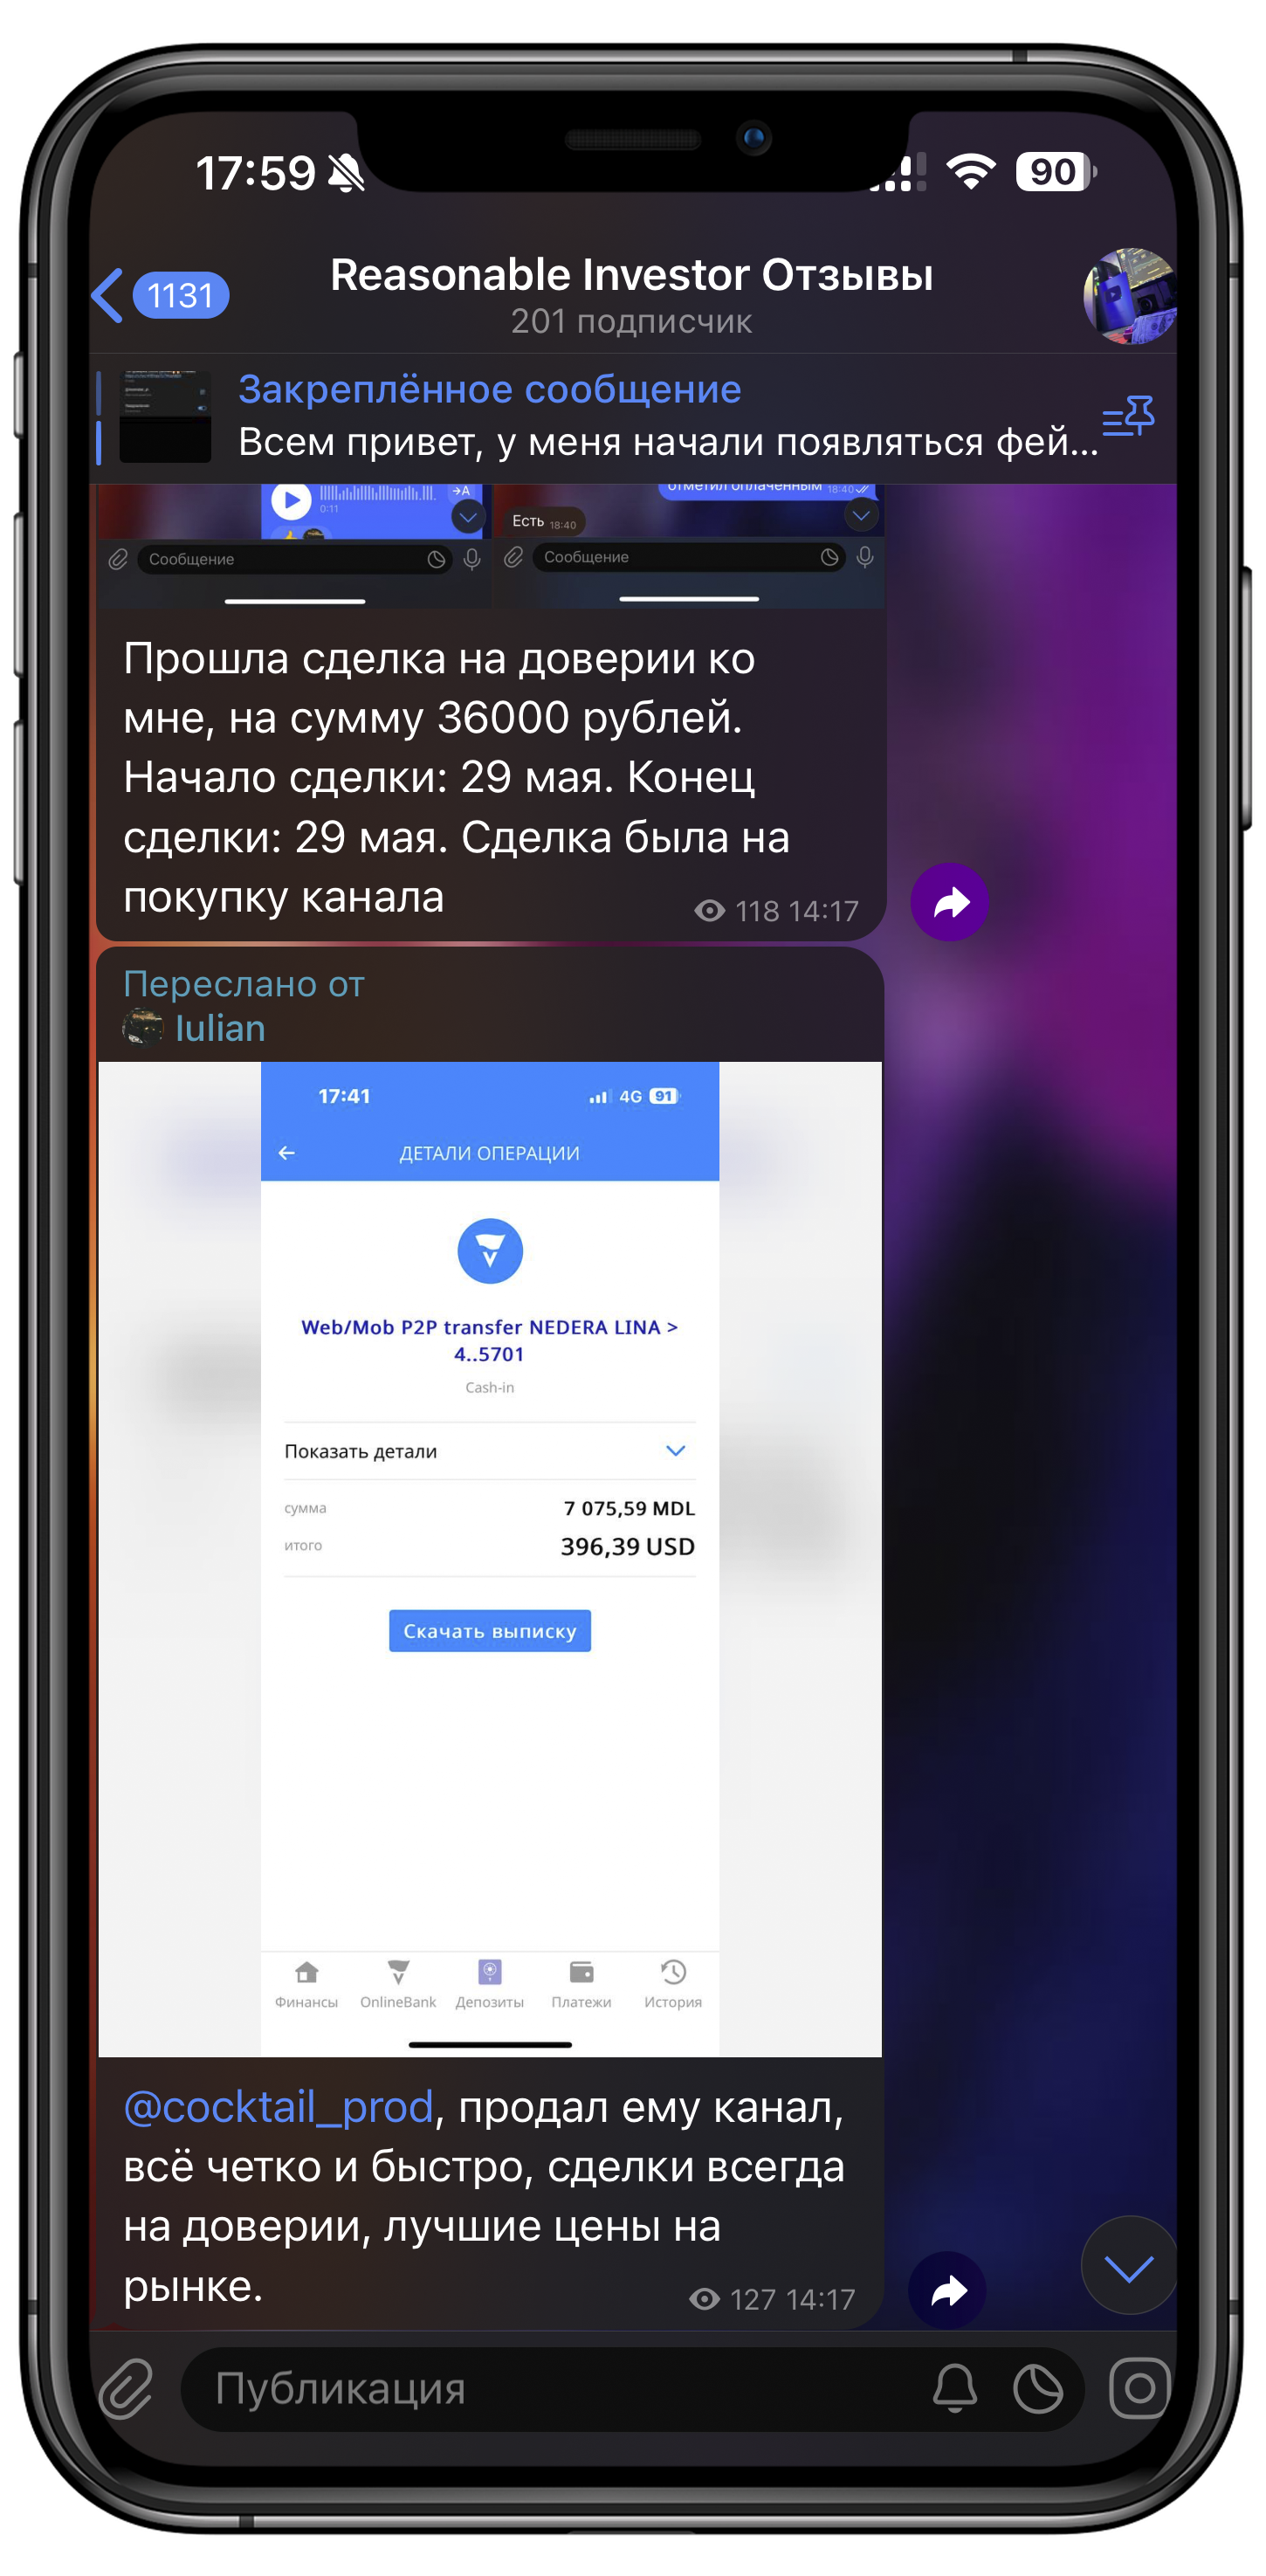 17:59
90
1131
Reasonable Investor Отзывы
201 подписчик
Закреплённое сообщение
Всем привет, у меня начали появляться фей...
0:11
→A
отметил оплаченным 18:40
Есть 18:40
Сообщение
Сообщение
Прошла сделка на доверии ко
мне, на сумму 36000 рублей.
Начало сделки: 29 мая. Конец
сделки: 29 мая. Сделка была на
покупку канала
118 14:17
Переслано от
Iulian
17:41
4G 91
ДЕТАЛИ ОПЕРАЦИИ
Web/Mob P2P transfer NEDERA LINA >
4..5701
Cash-in
Показать детали
сумма 7 075,59 MDL
итого 396,39 USD
Скачать выписку
Финансы OnlineBank Депозиты Платежи История
@cocktail_prod, продал ему канал,
всё четко и быстро, сделки всегда
на доверии, лучшие цены на
рынке.
127 14:17
Публикация